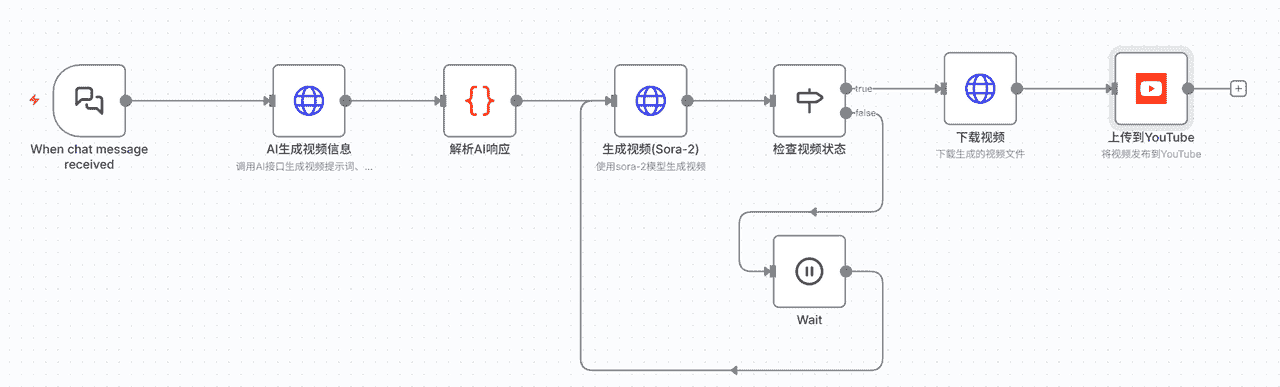 When chat message
received
AI生成视频信息
调用AI接口生成视频提示词、...
解析AI响应
生成视频(Sora-2)
使用sora-2模型生成视频
检查视频状态
true
false
下载视频
下载生成的视频文件
上传到YouTube
将视频发布到YouTube
Wait